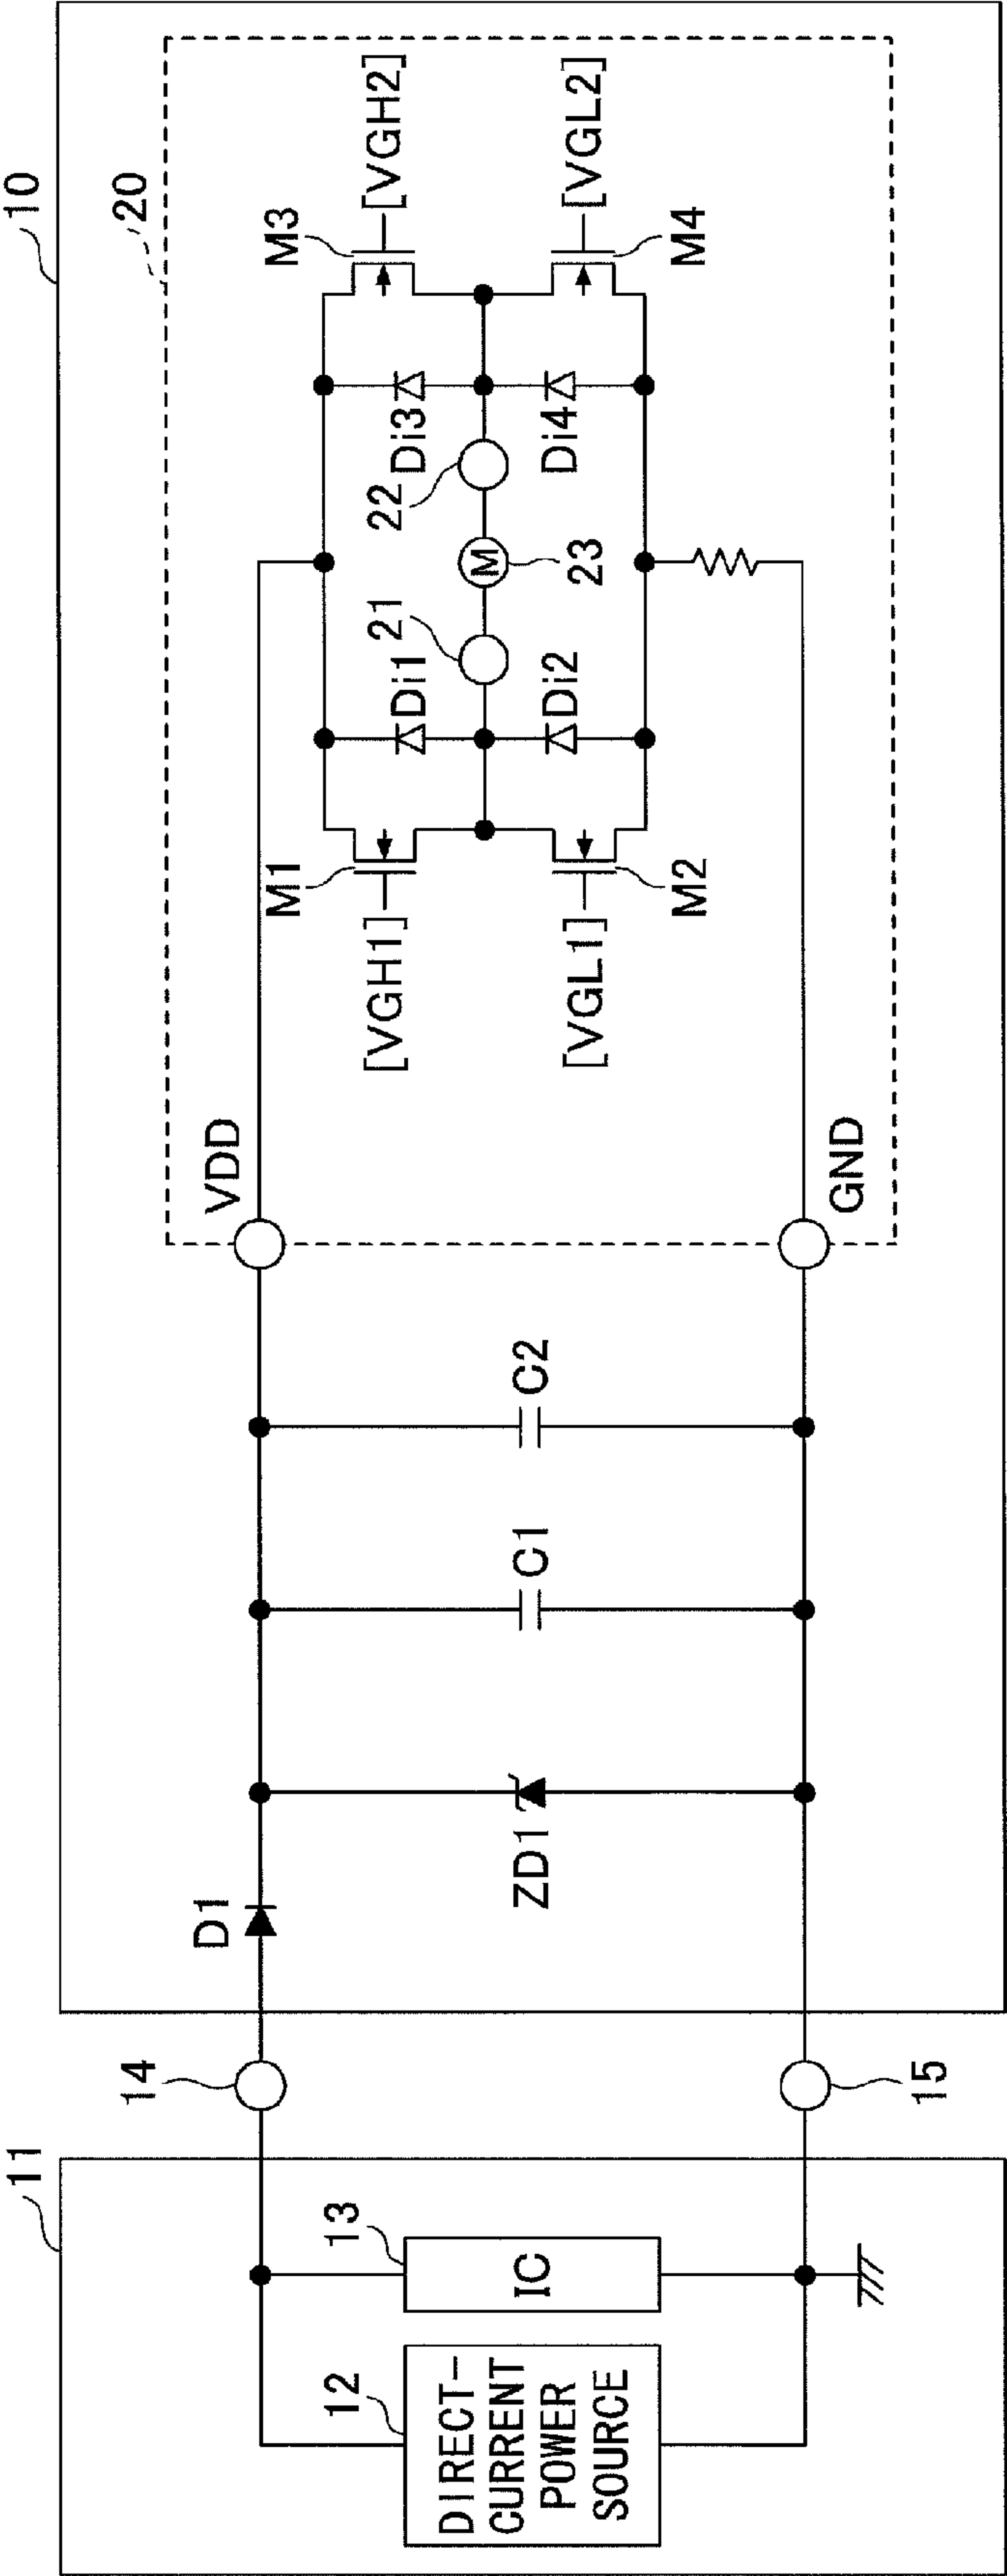 11
10
12
DIRECT-
CURRENT
POWER
SOURCE
13
IC
14
15
D1
ZD1
C1
C2
VDD
GND
20
M1
[VGH1]
M2
[VGL1]
Di1
Di2
21
M
23
22
Di3
Di4
M3
[VGH2]
M4
[VGL2]